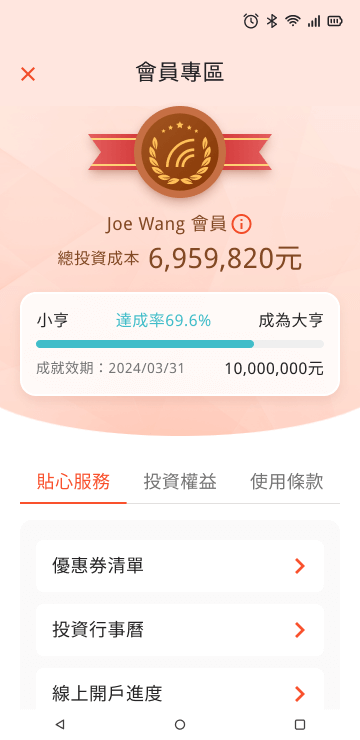 會員專區
Joe Wang 會員
總投資成本 6,959,820元
小亨 達成率69.6% 成為大亨
成就效期：2024/03/31 10,000,000元
貼心服務 投資權益 使用條款
優惠券清單
投資行事曆
線上開戶進度